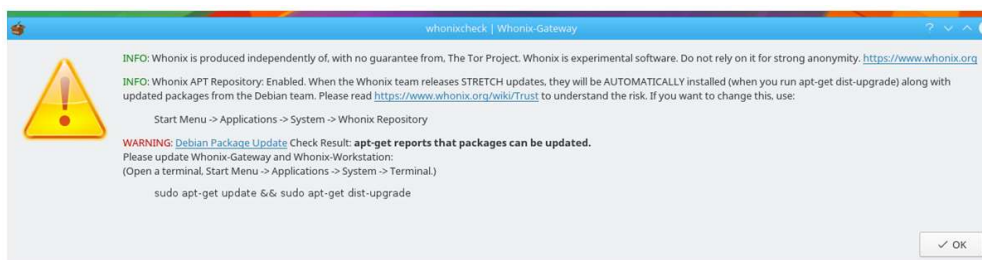 whonixcheck | Whonix-Gateway
INFO: Whonix is produced independently of, with no guarantee from, The Tor Project. Whonix is experimental software. Do not rely on it for strong anonymity. https://www.whonix.org
INFO: Whonix APT Repository: Enabled. When the Whonix team releases STRETCH updates, they will be AUTOMATICALLY installed (when you run apt-get dist-upgrade) along with
updated packages from the Debian team. Please read https://www.whonix.org/wiki/Trust to understand the risk. If you want to change this, use:
Start Menu -> Applications -> System -> Whonix Repository
WARNING: Debian Package Update Check Result: apt-get reports that packages can be updated.
Please update Whonix-Gateway and Whonix-Workstation:
(Open a terminal, Start Menu -> Applications -> System -> Terminal.)
sudo apt-get update && sudo apt-get dist-upgrade
OK